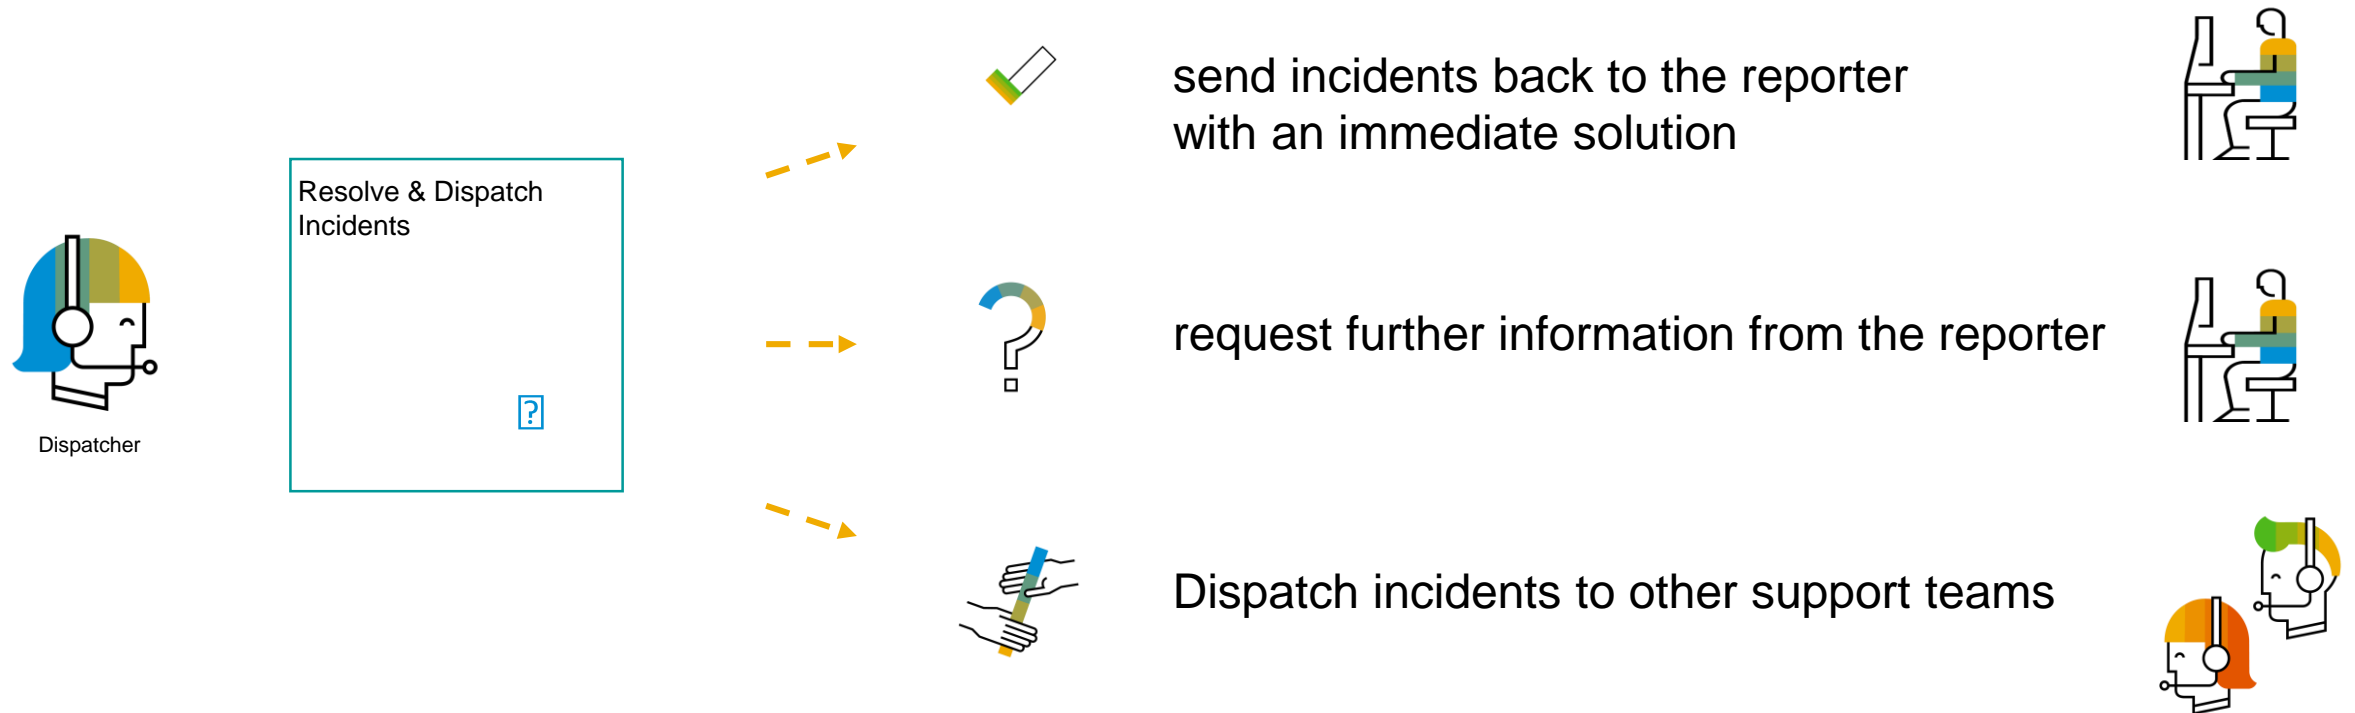 Dispatcher
Resolve & Dispatch
Incidents
send incidents back to the reporter
with an immediate solution
request further information from the reporter
Dispatch incidents to other support teams